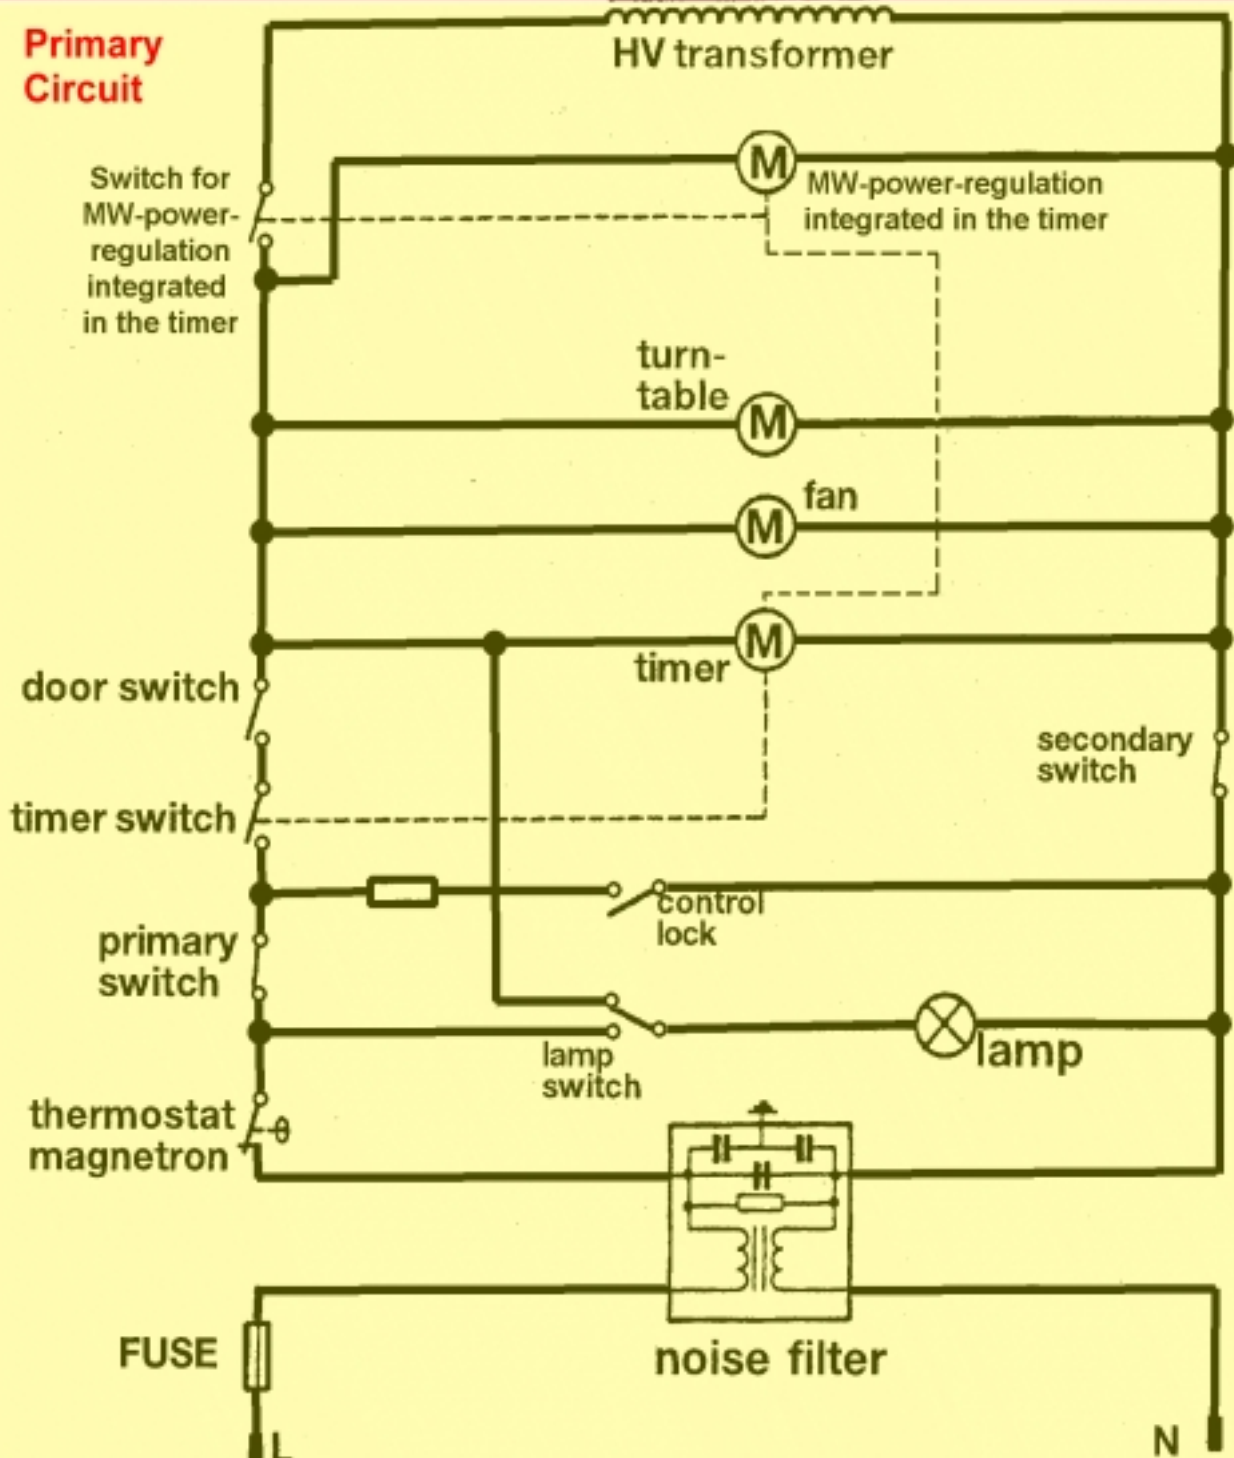 Primary
Circuit
HV transformer
Switch for
MW-power-
regulation
integrated
in the timer
M
MW-power-regulation
integrated in the timer
turn-
table
M
fan
M
M
timer
door switch
secondary
switch
timer switch
control
lock
primary
switch
lamp
switch
lamp
thermostat
magnetron
FUSE
noise filter
L
N